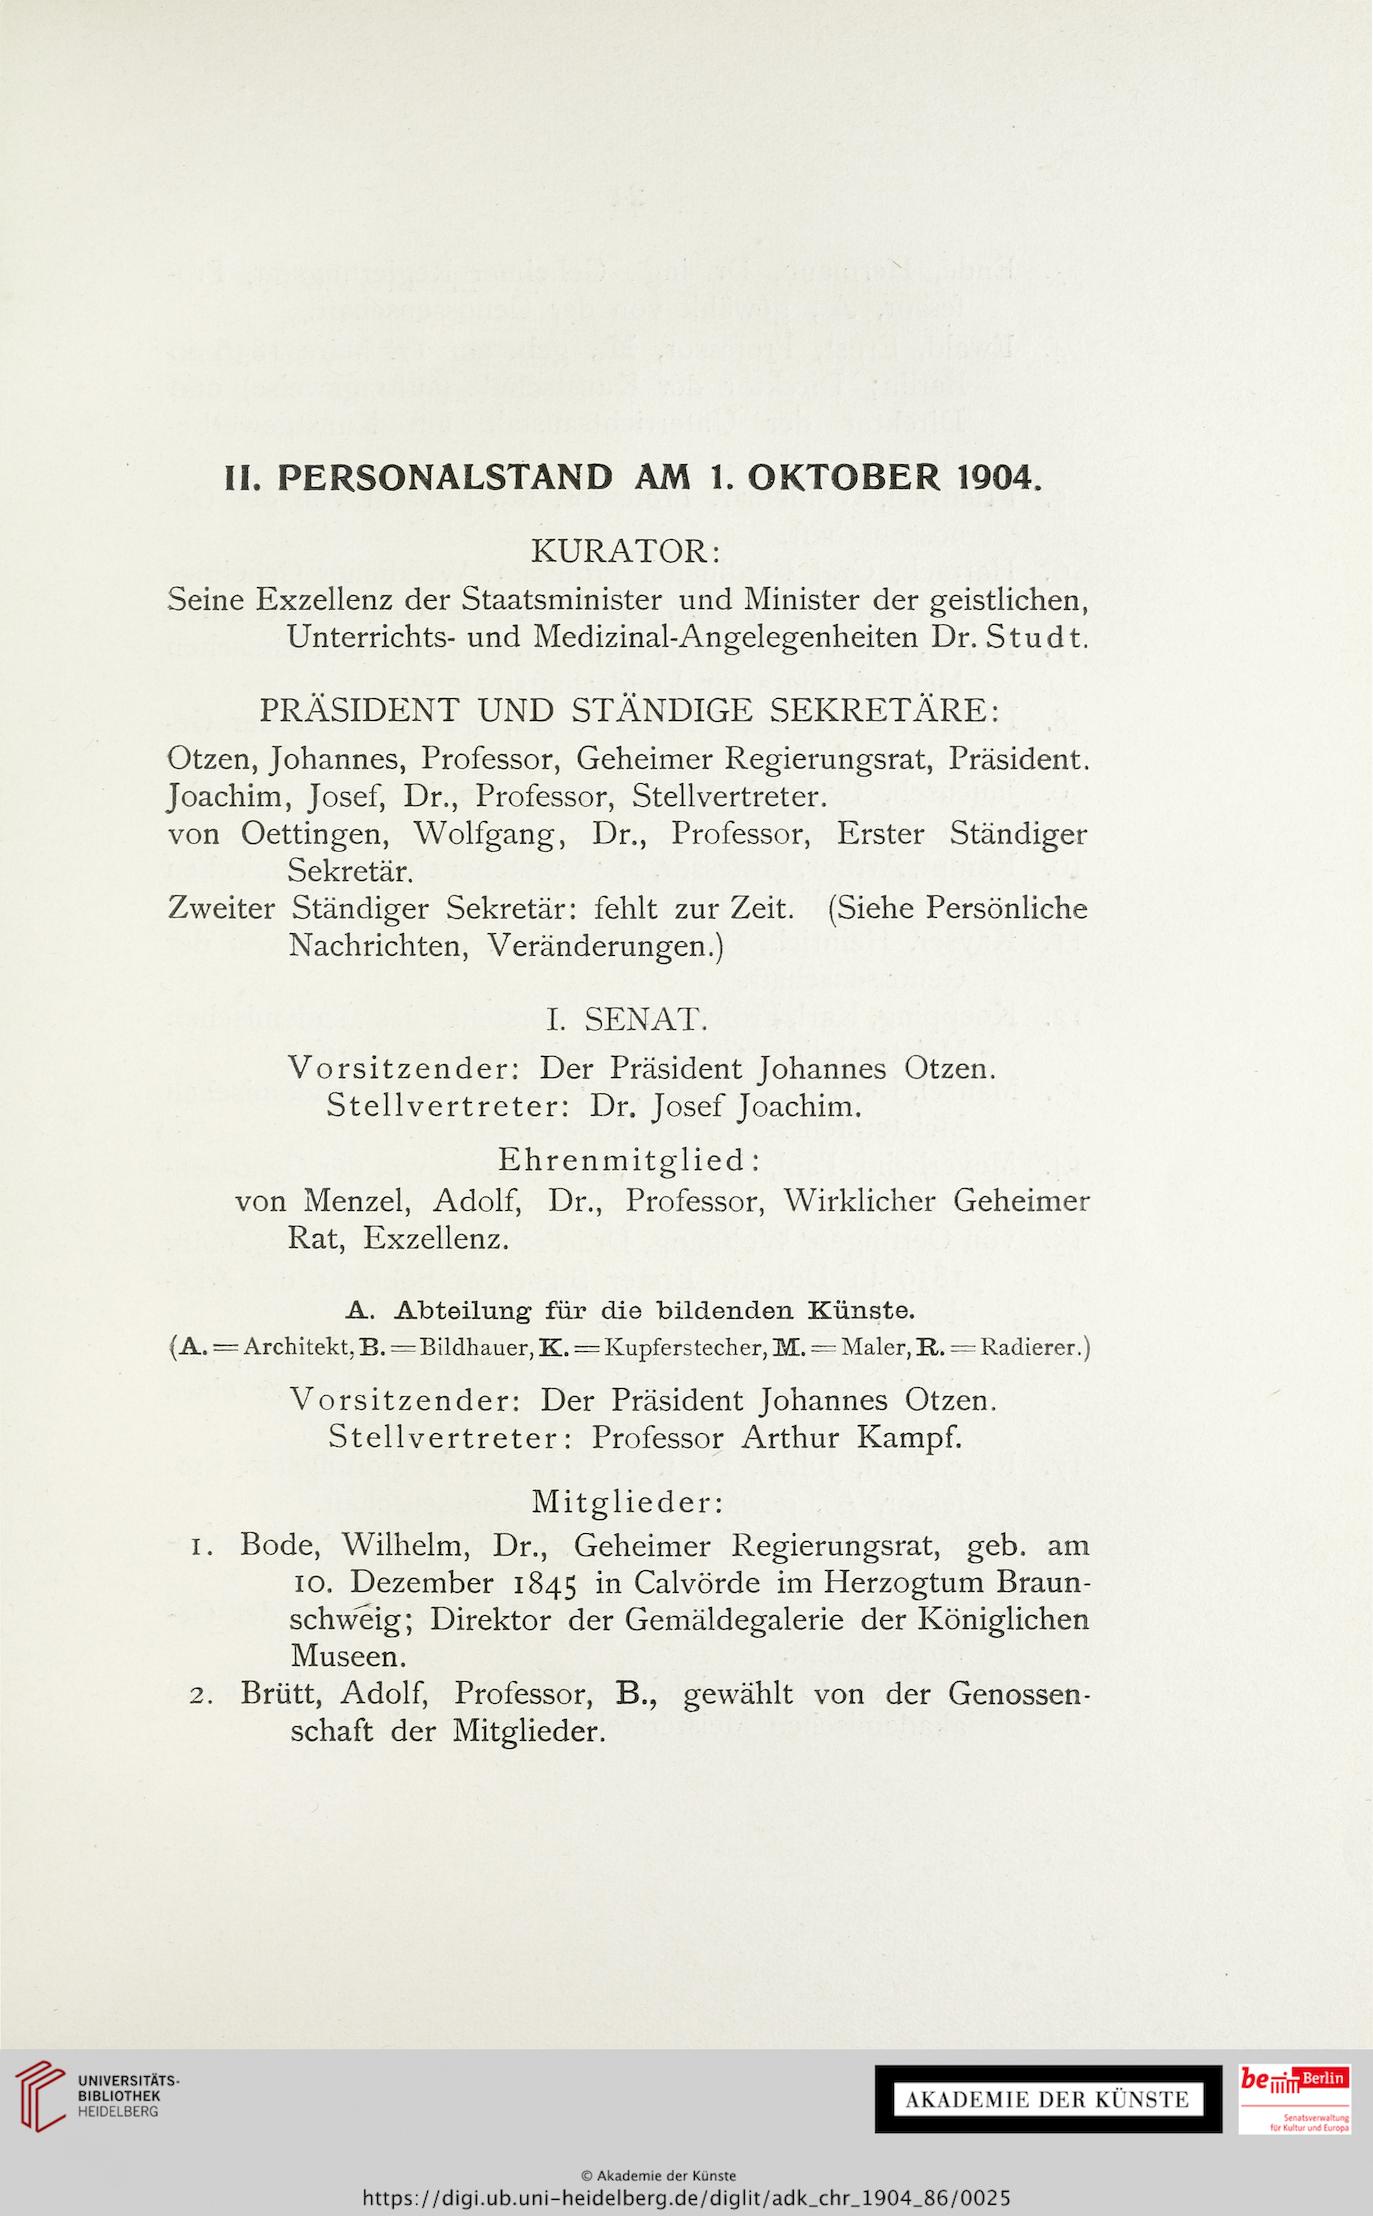 II. PERSONALSTAND AM 1. OKTOBER 1904.
KURATOR:
Seine Exzellenz der Staatsminister und Minister der geistlichen,
Unterrichts- und Medizinal-Angelegenheiten Dr. Studt.
PRÄSIDENT UND STÄNDIGE SEKRETÄRE:
Otzen, Johannes, Professor, Geheimer Regierungsrat, Präsident.
Joachim, Josef, Dr., Professor, Stellvertreter.
von Oettingen, Wolfgang, Dr., Professor, Erster Ständiger
Sekretär.
Zweiter Ständiger Sekretär: fehlt zur Zeit. (Siehe Persönliche
Nachrichten, Veränderungen.)
I. SENAT.
Vorsitzender: Der Präsident Johannes Otzen.
Stellvertreter: Dr. Josef Joachim.
Ehrenmitglied:
von Menzel, Adolf, Dr., Professor, Wirklicher Geheimer
Rat, Exzellenz.
A. Abteilung für die bildenden Künste.
(A. = Architekt, B. = Bildhauer, K. = Kupferstecher, M. = Maler, R. = Radierer.)
Vorsitzender: Der Präsident Johannes Otzen.
Stellvertreter: Professor Arthur Kampf.
Mitglieder:
1. Bode, Wilhelm, Dr., Geheimer Regierungsrat, geb. am
10. Dezember 1845 in Calvörde im Herzogtum Braun-
schweig; Direktor der Gemäldegalerie der Königlichen
Museen.
2. Brütt, Adolf, Professor, B., gewählt von der Genossen-
schaft der Mitglieder.
UNIVERSITÄTS-
BIBLIOTHEK
HEIDELBERG
AKADEMIE DER KÜNSTE
be Berlin
Senatsverwaltung
für Kultur und Europa
© Akademie der Künste
https://digi.ub.uni-heidelberg.de/diglit/adk_chr_1904_86/0025